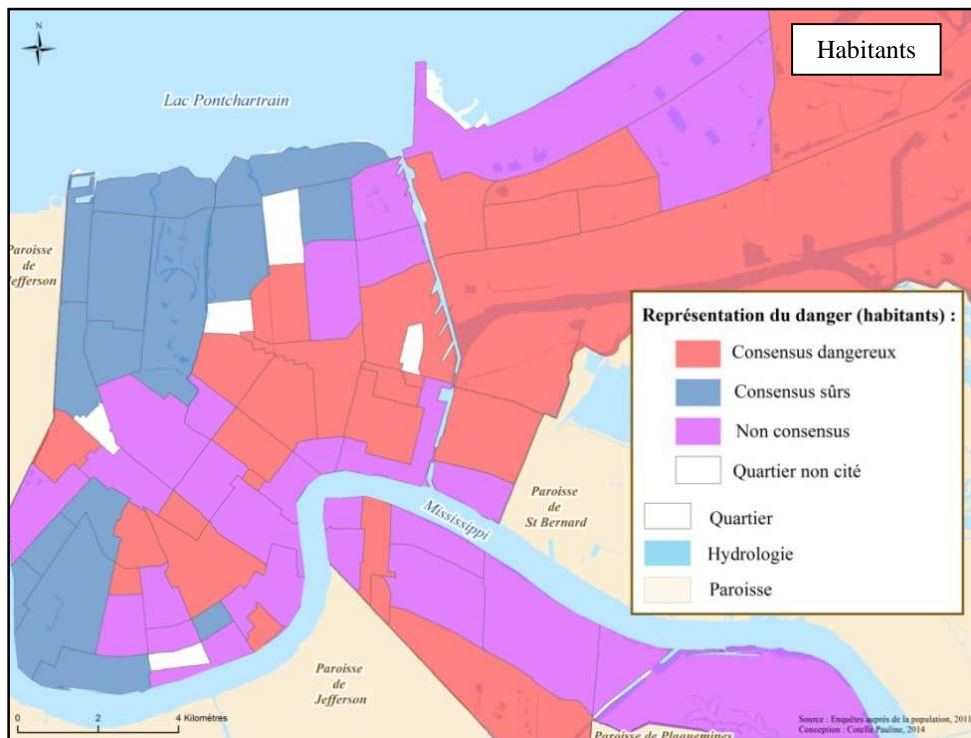 Habitants
N
Lac Pontchartrain
Paroisse
de
Jefferson
Représentation du danger (habitants) :
Consensus dangereux
Consensus sûrs
Non consensus
Quartier non cité
Quartier
Hydrologie
Paroisse
Paroisse
de
St Bernard
Mississippi
Paroisse
de
Jefferson
0 2 4 Kilomètres
Paroisse de Plaquemines
Source : Enquêtes auprès de la population, 2011
Conception : Pauline, 2014